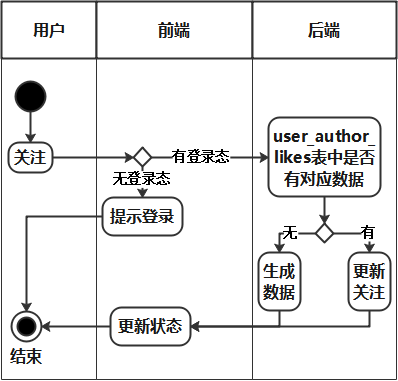 用户
前端
后端
关注
有登录态
无登录态
提示登录
user_author_
likes表中是否
有对应数据
无
有
生成
数据
更新
关注
更新状态
结束